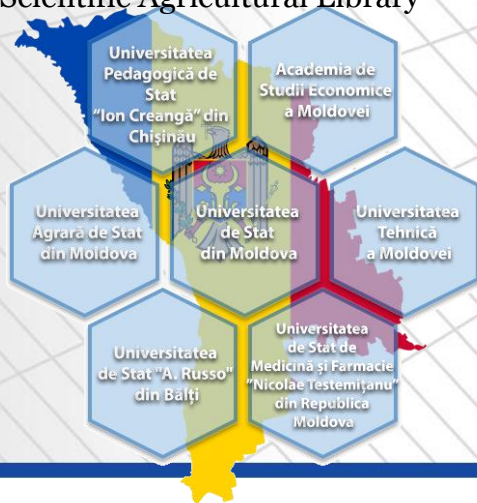 Scientific Agricultural Library
Universitatea
Pedagogică de
Stat
"Ion Creangă" din
Chişinău
Academia de
Studii Economice
a Moldovei
Universitatea
Agrară de Stat
din Moldova
Universitatea
de Stat
din Moldova
Universitatea
Tehnică
a Moldovei
Universitatea
de Stat "A. Russo"
din Bălți
Universitatea
de Stat de
Medicină și Farmacie
"Nicolae Testemițanu"
din Republica
Moldova